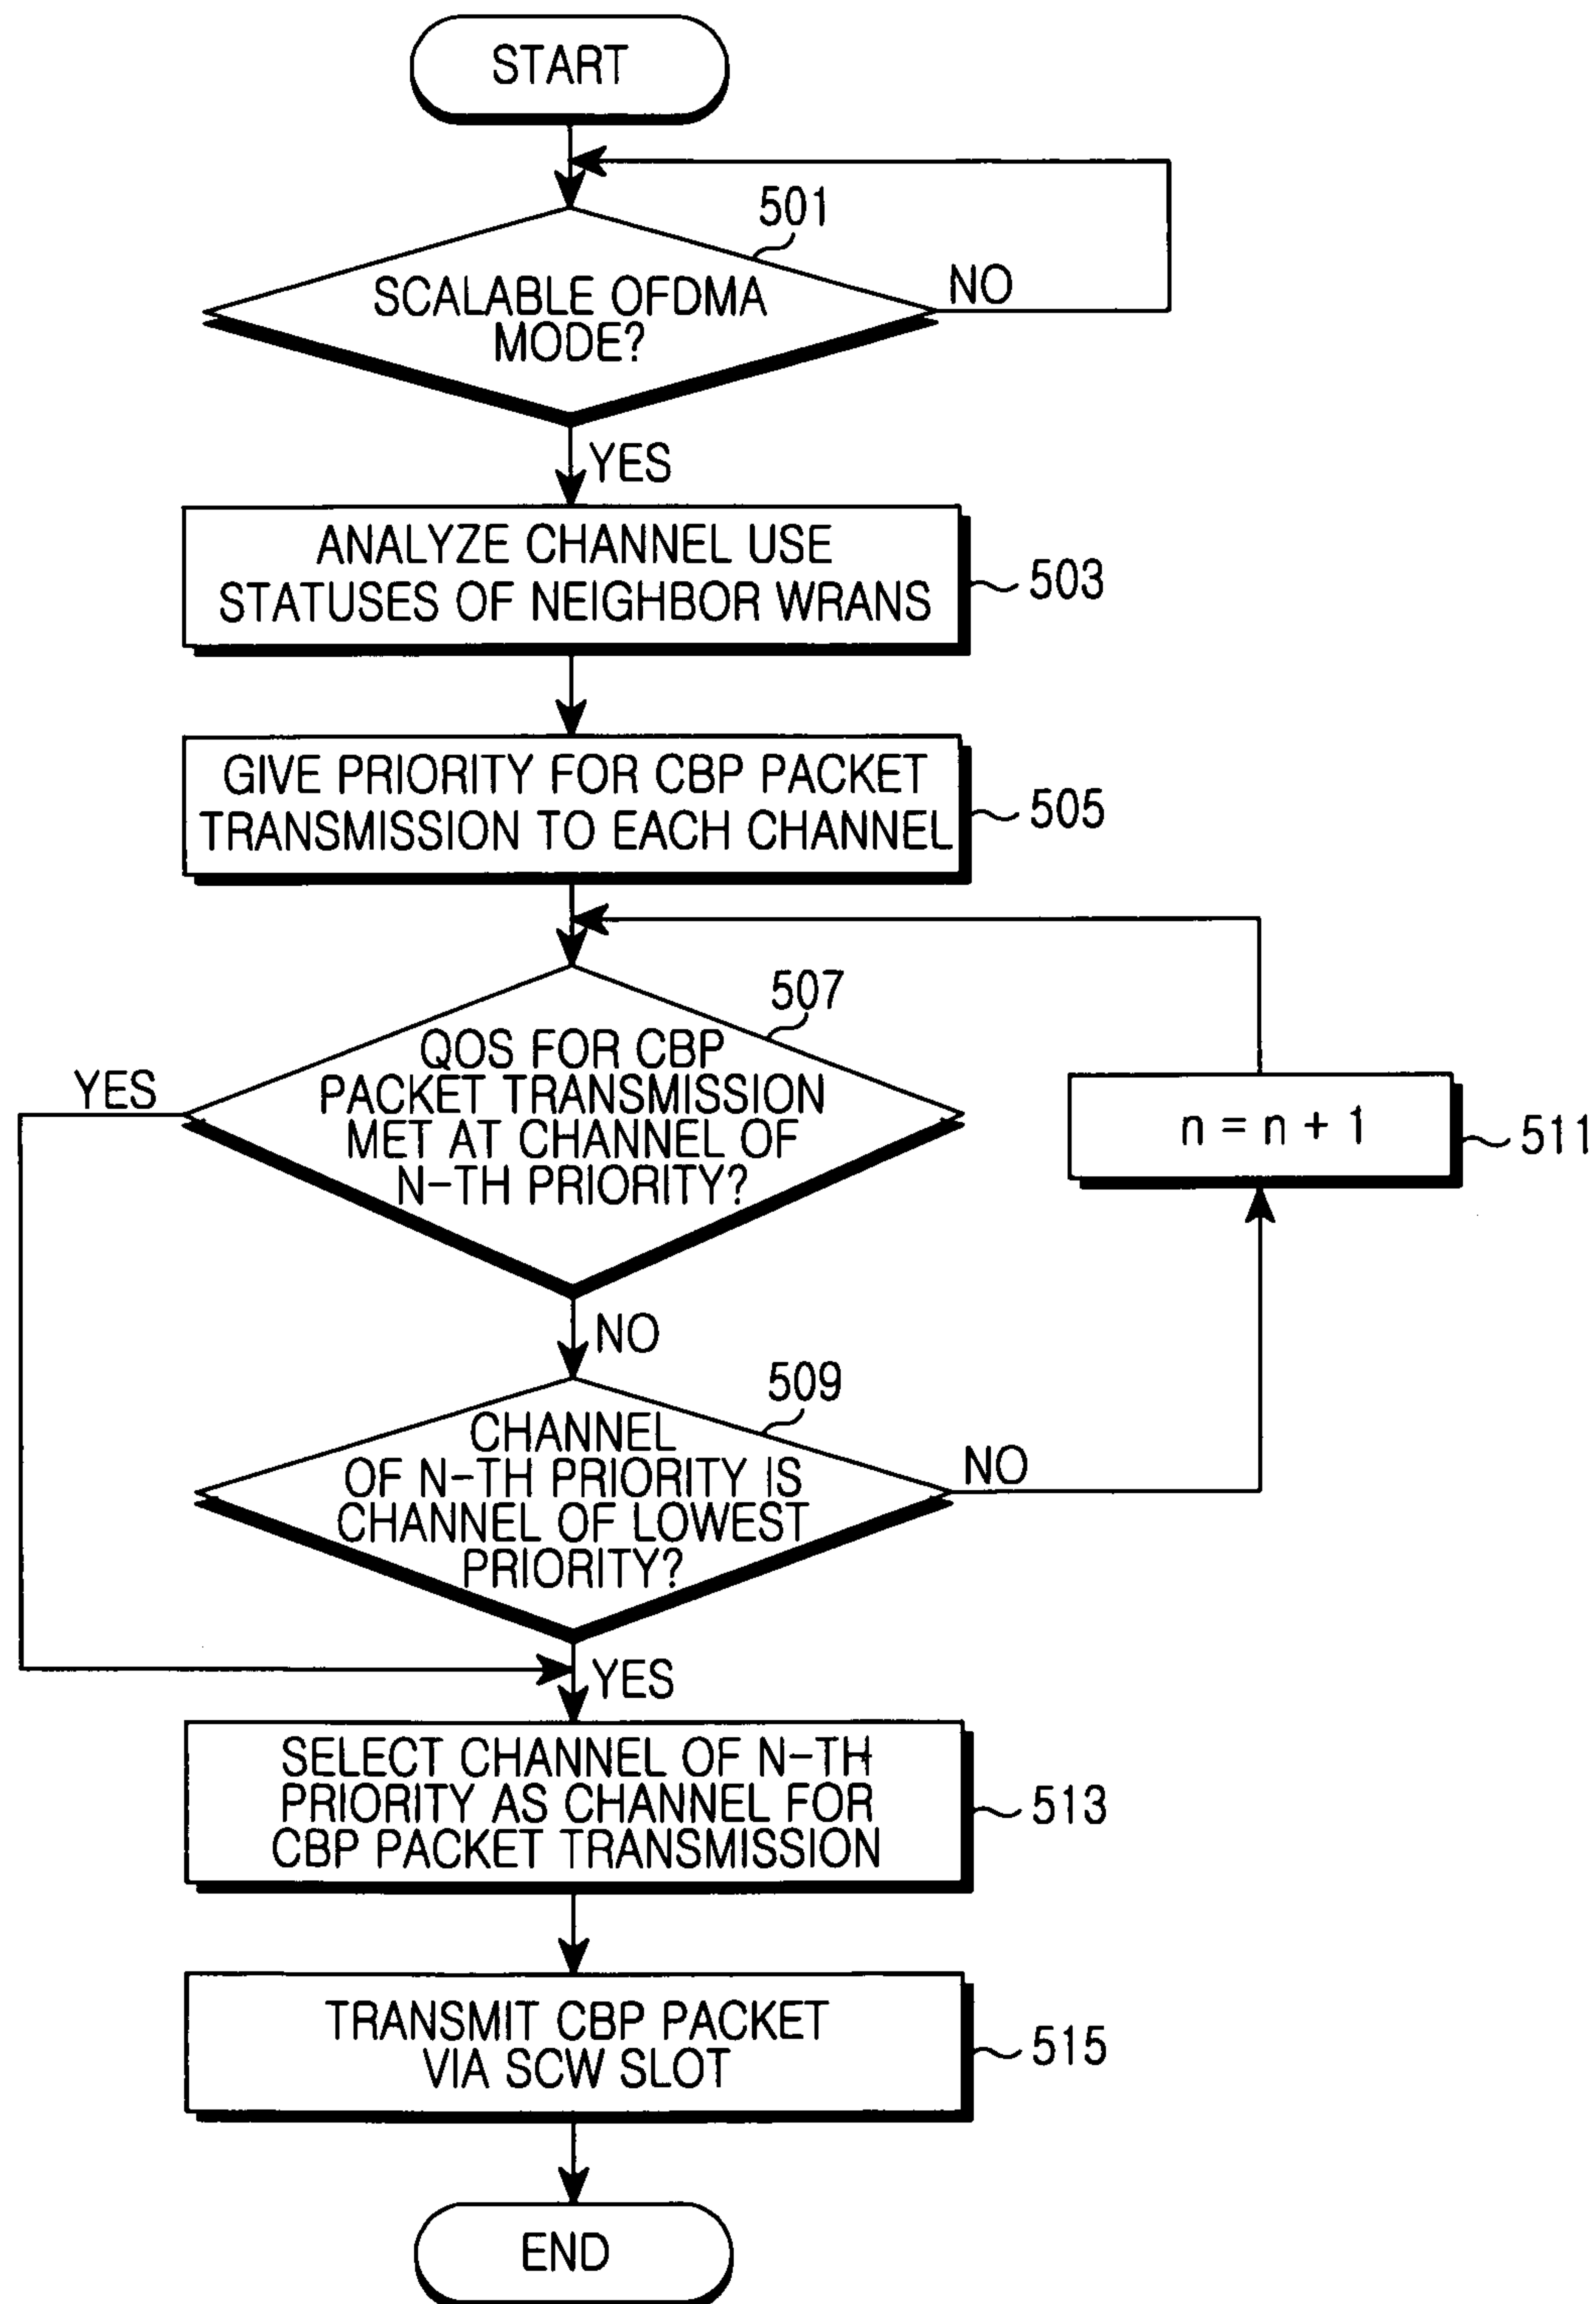 START
501
SCALABLE OFDMA
MODE?
NO
YES
ANALYZE CHANNEL USE
STATUSES OF NEIGHBOR WRANS
503
GIVE PRIORITY FOR CBP PACKET
TRANSMISSION TO EACH CHANNEL
505
507
QOS FOR CBP
PACKET TRANSMISSION
MET AT CHANNEL OF
N-TH PRIORITY?
YES
n = n + 1
511
NO
509
CHANNEL
OF N-TH PRIORITY IS
CHANNEL OF LOWEST
PRIORITY?
NO
YES
SELECT CHANNEL OF N-TH
PRIORITY AS CHANNEL FOR
CBP PACKET TRANSMISSION
513
TRANSMIT CBP PACKET
VIA SCW SLOT
515
END